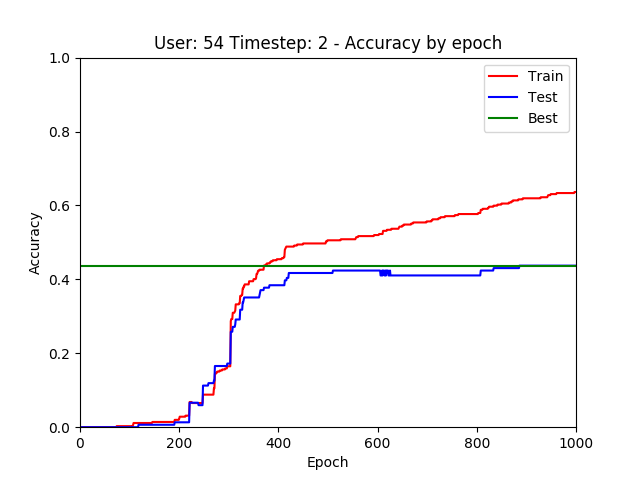 User: 54 Timestep: 2 - Accuracy by epoch
1.0
0.8
0.6
0.4
0.2
0.0
Accuracy
Train
Test
Best
0 200 400 600 800 1000
Epoch